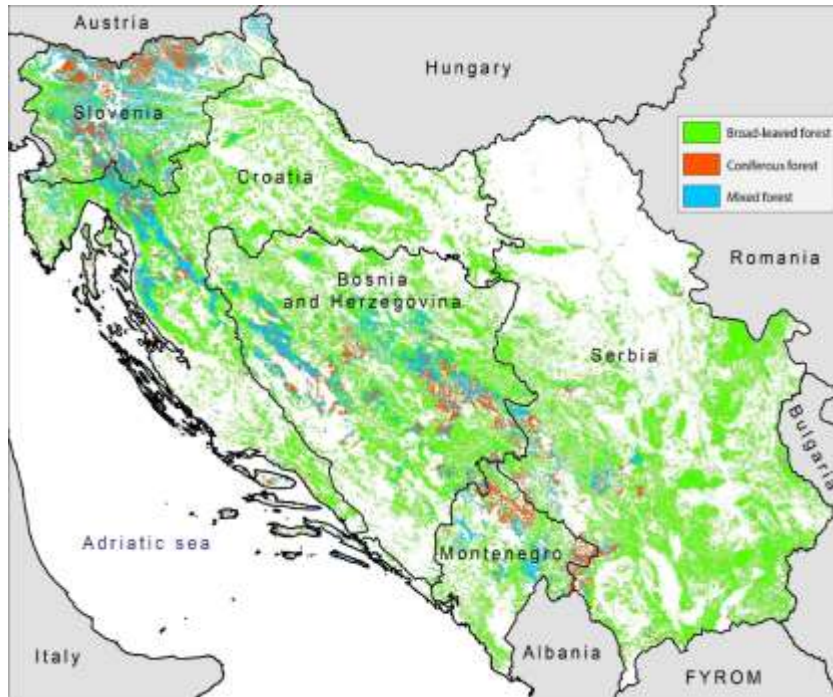 Austria
Hungary
Slovenia
Broad-leaved forest
Coniferous forest
Mixed forest
Croatia
Romania
Bosnia
and Herzegovina
Serbia
Bulgaria
Adriatic sea
Montenegro
Italy
Albania
FYROM